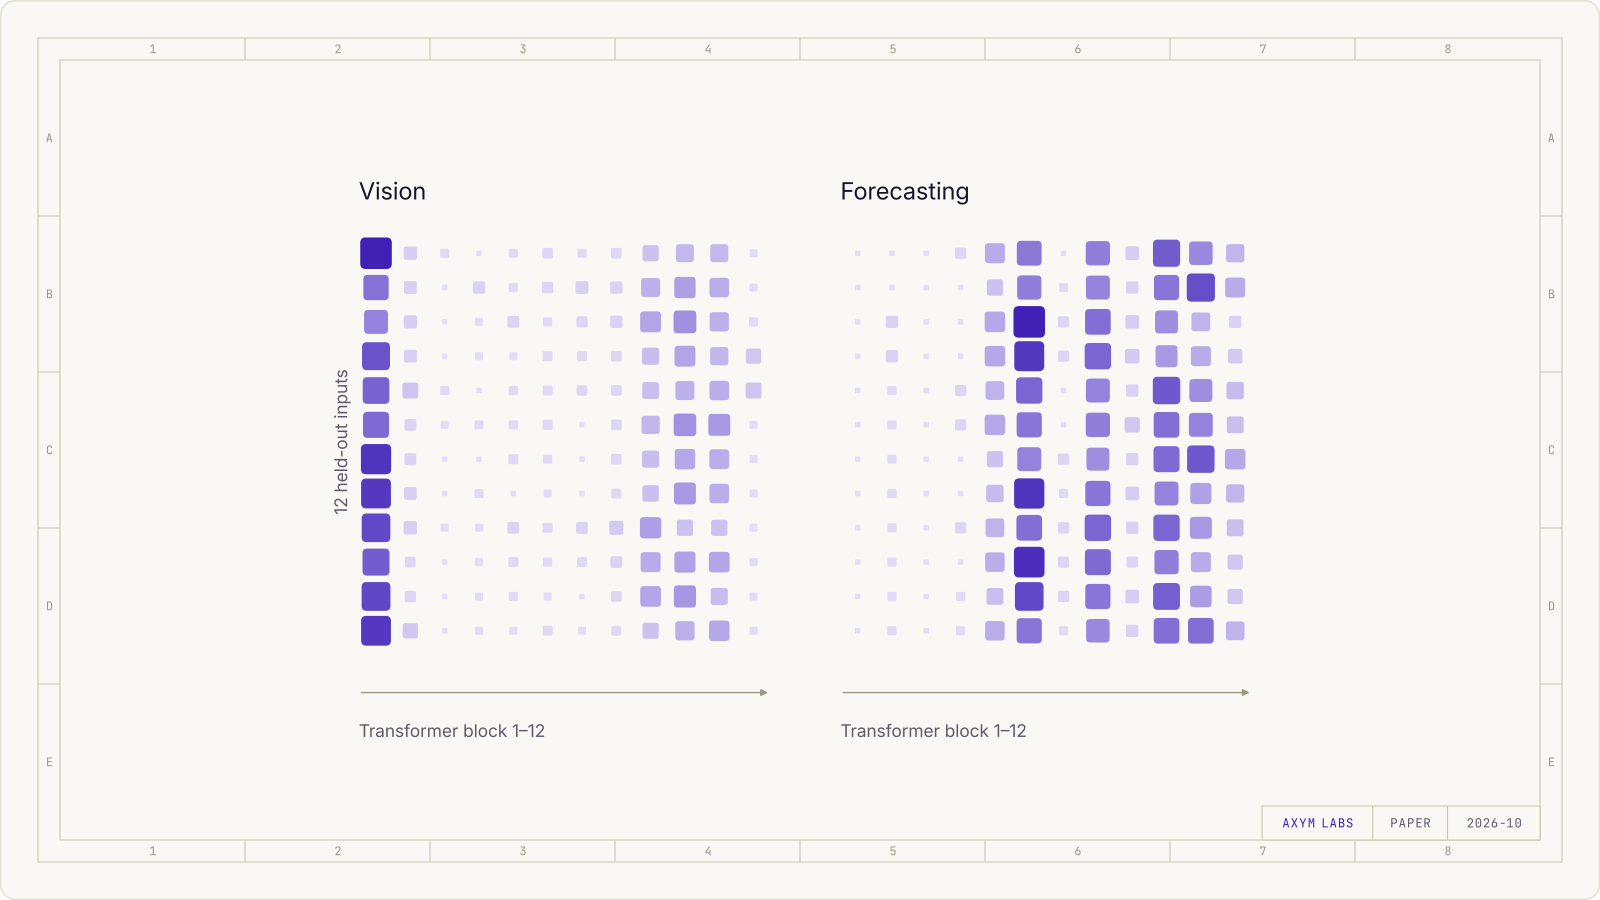 1 2 3 4 5 6 7 8
A A
B B
C C
D D
E E
Vision
Forecasting
12 held-out inputs
Transformer block 1–12
Transformer block 1–12
AXYM LABS
PAPER
2026-10
1 2 3 4 5 6 7 8